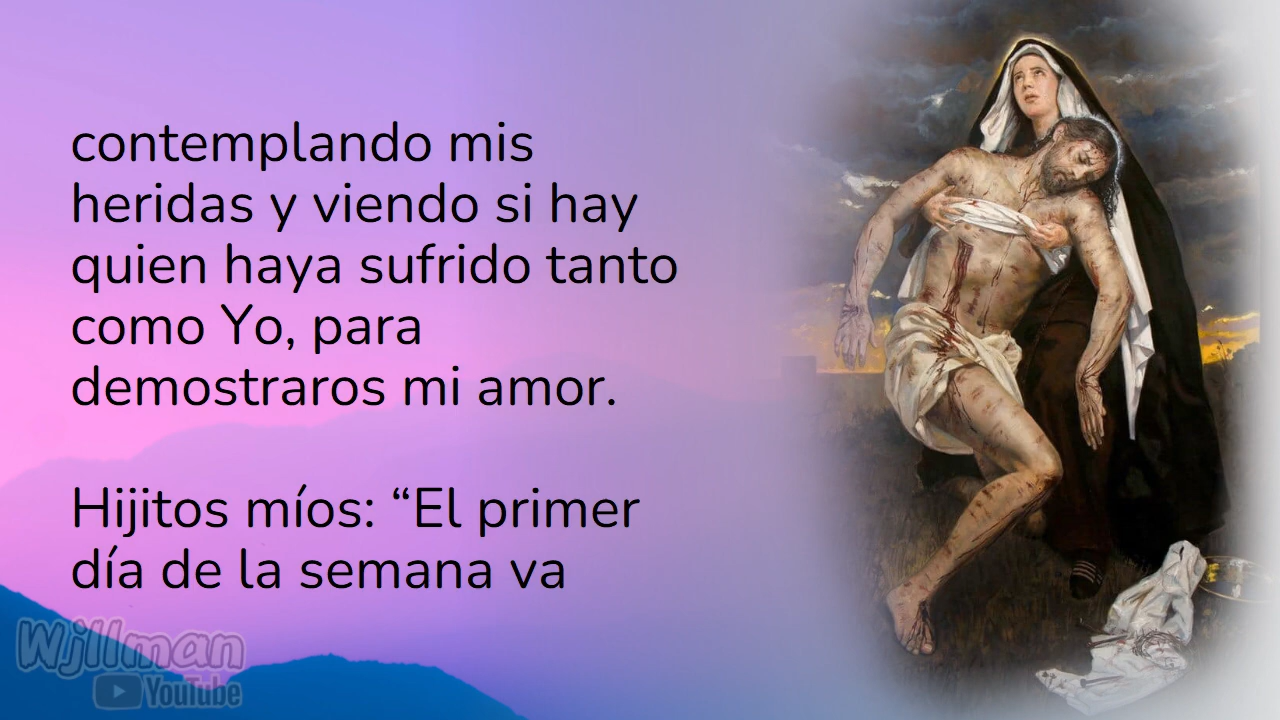 contemplando mis
heridas y viendo si hay
quien haya sufrido tanto
como Yo, para
demostraros mi amor.
Hijitos míos: “El primer
día de la semana va
Wjllman
YouTube